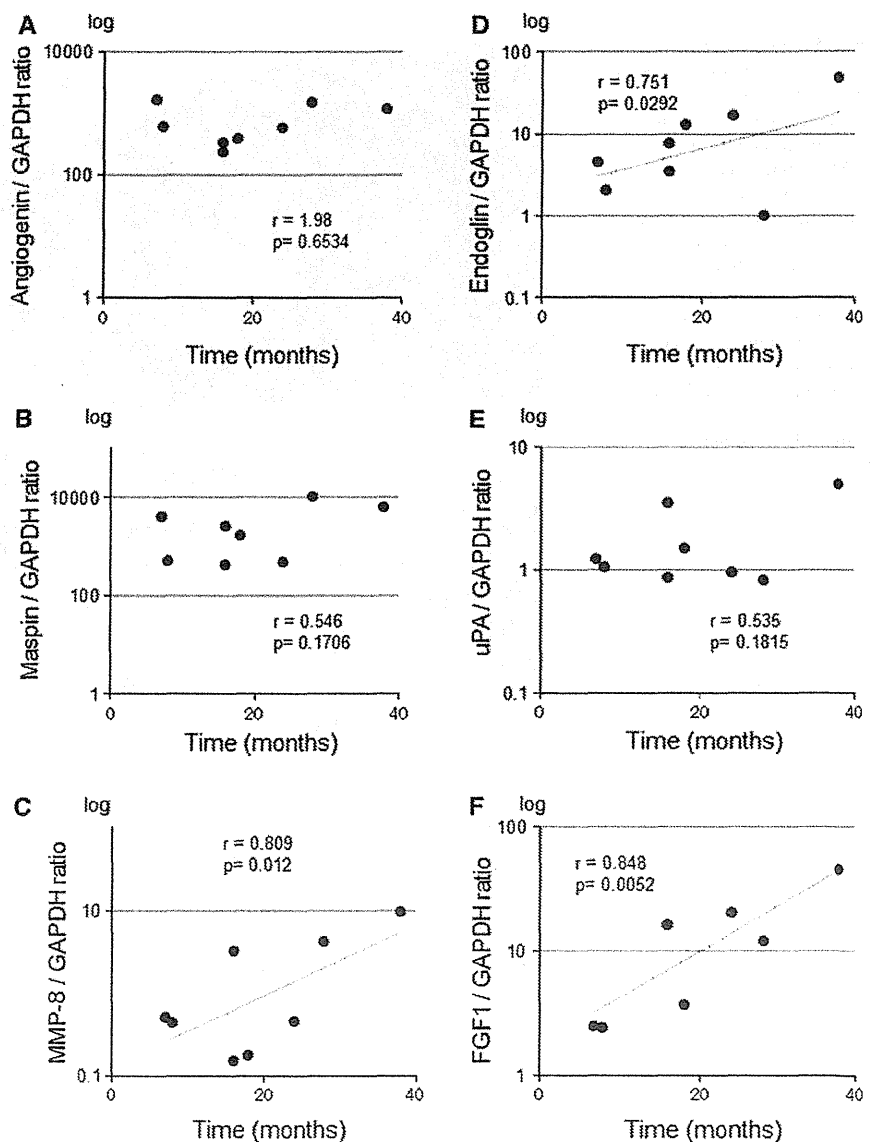 A
log
10000
100
1
Angiogenin / GAPDH ratio
r = 1.98
p= 0.6534
0
20
40
Time (months)
B
log
10000
100
1
Maspin / GAPDH ratio
r = 0.546
p= 0.1706
0
20
40
Time (months)
C
log
10
0.1
MMP-8 / GAPDH ratio
r = 0.809
p= 0.012
0
20
40
Time (months)
D
log
100
10
1
0.1
Endoglin / GAPDH ratio
r = 0.751
p= 0.0292
0
20
40
Time (months)
E
log
10
1
0.1
uPA / GAPDH ratio
r = 0.535
p= 0.1815
0
20
40
Time (months)
F
log
100
10
1
FGF1 / GAPDH ratio
r = 0.848
p= 0.0052
0
20
40
Time (months)